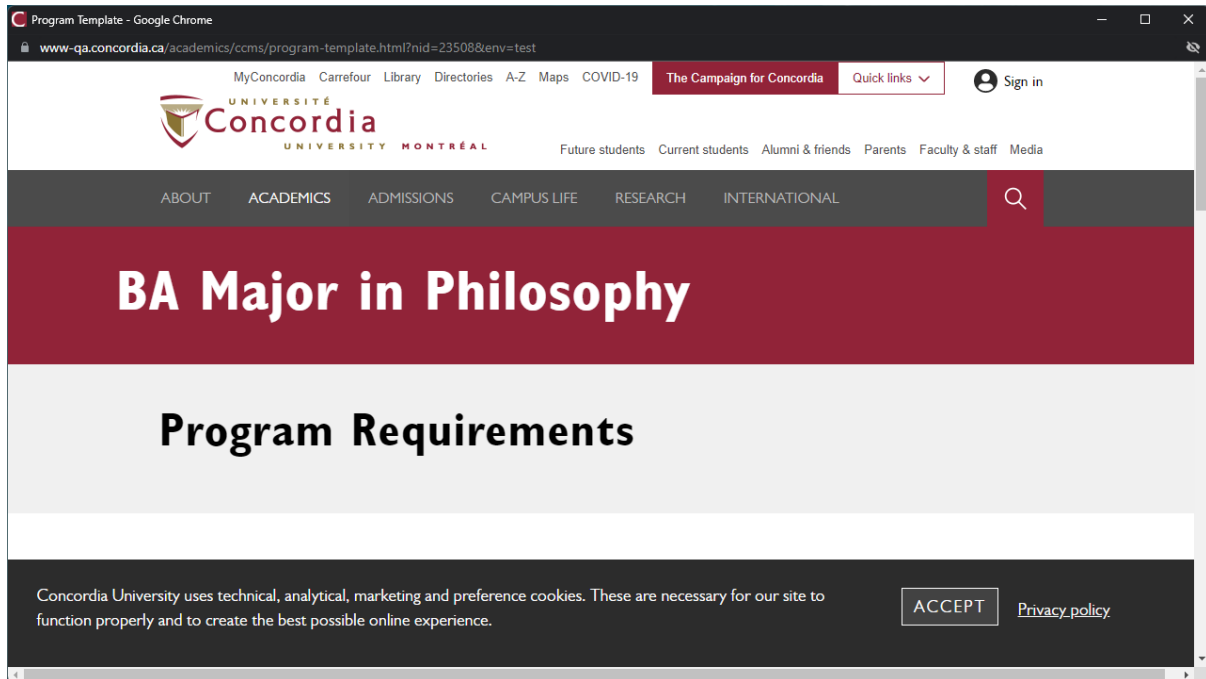 Program Template - Google Chrome
www-qa.concordia.ca/academics/ccms/program-template.html?nid=23508&env=test
MyConcordia Carrefour Library Directories A-Z Maps COVID-19 The Campaign for Concordia Quick links Sign in
UNIVERSITÉ
Concordia
UNIVERSITY MONTRÉAL
Future students Current students Alumni & friends Parents Faculty & staff Media
ABOUT ACADEMICS ADMISSIONS CAMPUS LIFE RESEARCH INTERNATIONAL
BA Major in Philosophy
Program Requirements
Concordia University uses technical, analytical, marketing and preference cookies. These are necessary for our site to
function properly and to create the best possible online experience.
ACCEPT Privacy policy